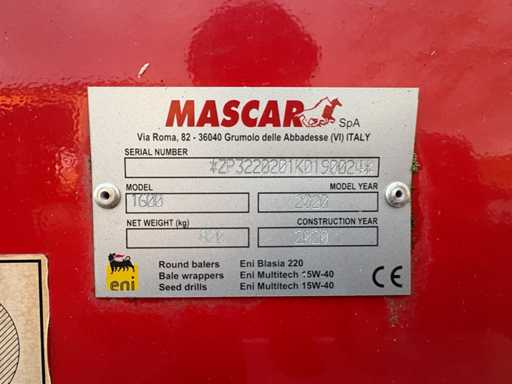 MASCAR SpA
Via Roma, 82 - 36040 Grumolo delle Abbadesse (VI) ITALY
SERIAL NUMBER
*ZP3220201K0190024*
MODEL MODEL YEAR
1600 2020
NET WEIGHT (kg) CONSTRUCTION YEAR
2020
eni
Round balers Eni Blasia 220
Bale wrappers Eni Multitech 15W-40
Seed drills Eni Multitech 15W-40
CE